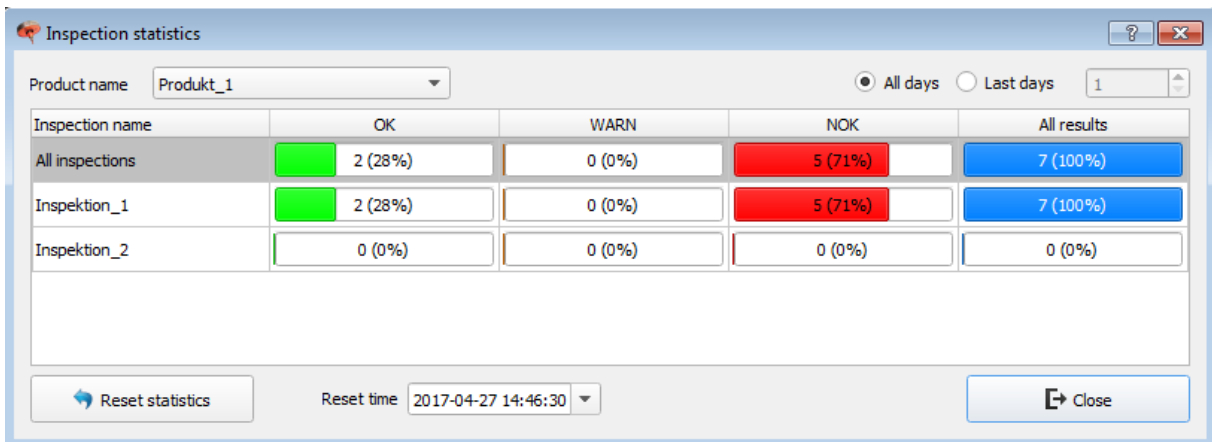 Inspection statistics
Product name Produkt_1 All days Last days 1
Inspection name OK WARN NOK All results
All inspections 2 (28%) 0 (0%) 5 (71%) 7 (100%)
Inspektion_1 2 (28%) 0 (0%) 5 (71%) 7 (100%)
Inspektion_2 0 (0%) 0 (0%) 0 (0%) 0 (0%)
Reset statistics Reset time 2017-04-27 14:46:30 Close